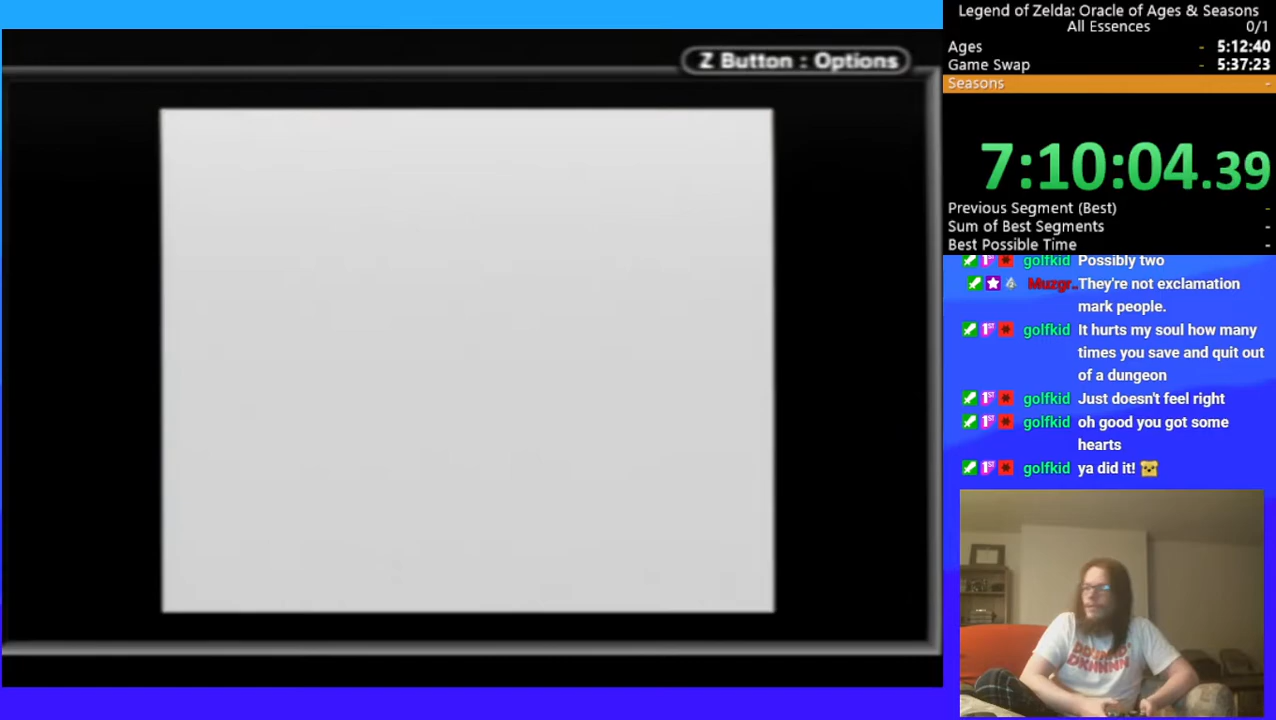 Z Button : Options
Legend of Zelda: Oracle of Ages & Seasons
All Essences 0/1
Ages - 5:12:40
Game Swap - 5:37:23
Seasons -
7:10:04.39
Previous Segment (Best) -
Sum of Best Segments -
Best Possible Time -
golfkid Possibly two
Muzgr.. They're not exclamation
mark people.
golfkid It hurts my soul how many
times you save and quit out
of a dungeon
golfkid Just doesn't feel right
golfkid oh good you got some
hearts
golfkid ya did it!